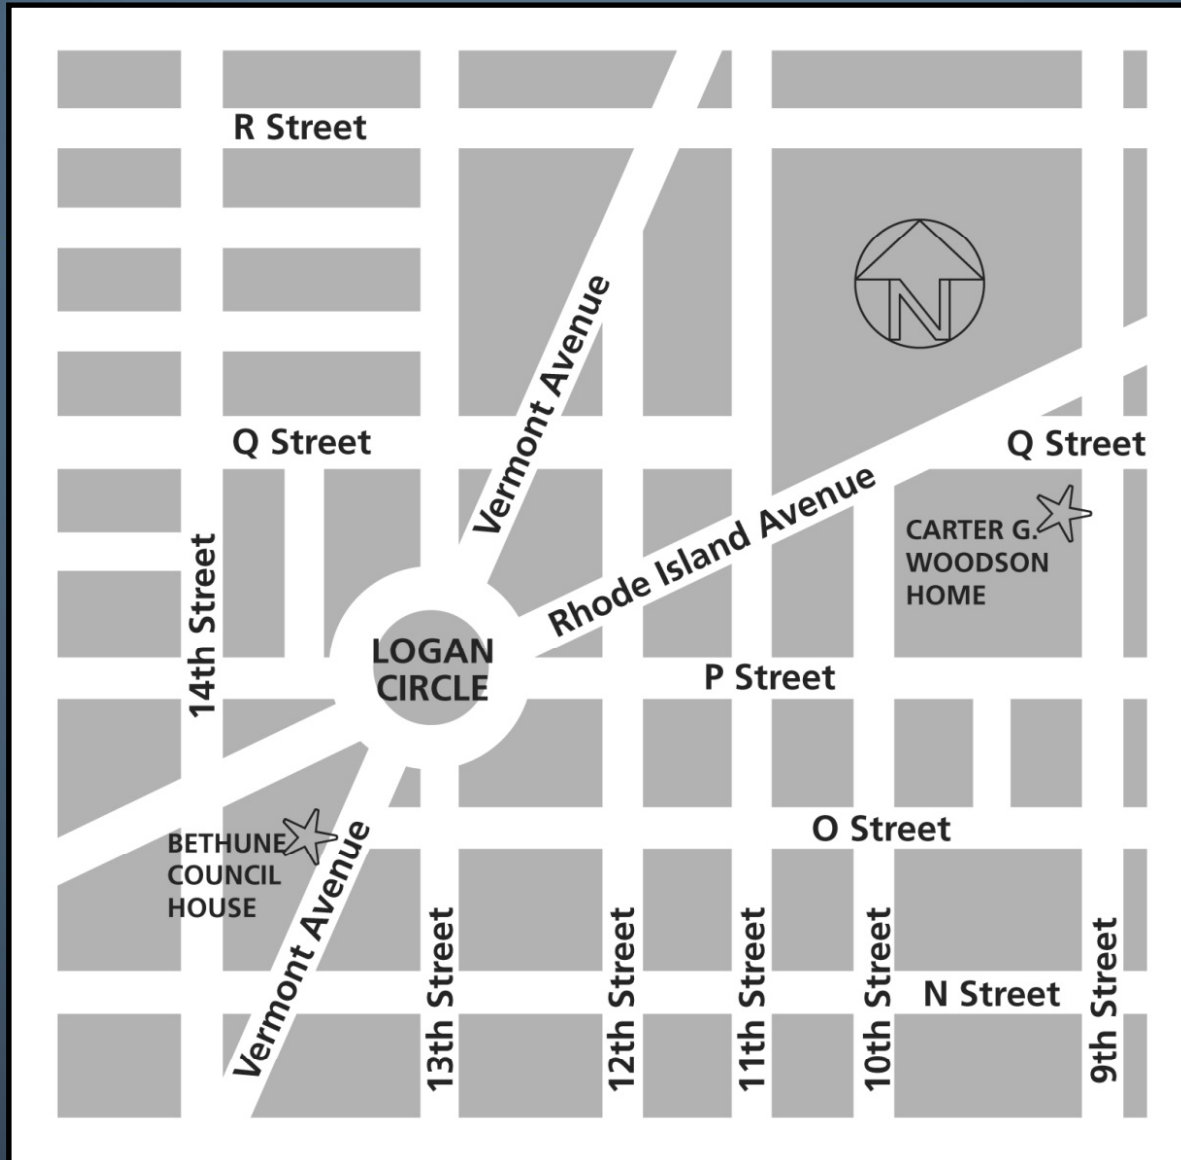 R Street
N
Vermont Avenue
Q Street
Q Street
CARTER G.
WOODSON
HOME
Rhode Island Avenue
14th Street
LOGAN
CIRCLE
P Street
O Street
BETHUNE
COUNCIL
HOUSE
Vermont Avenue
13th Street
12th Street
11th Street
10th Street
N Street
9th Street